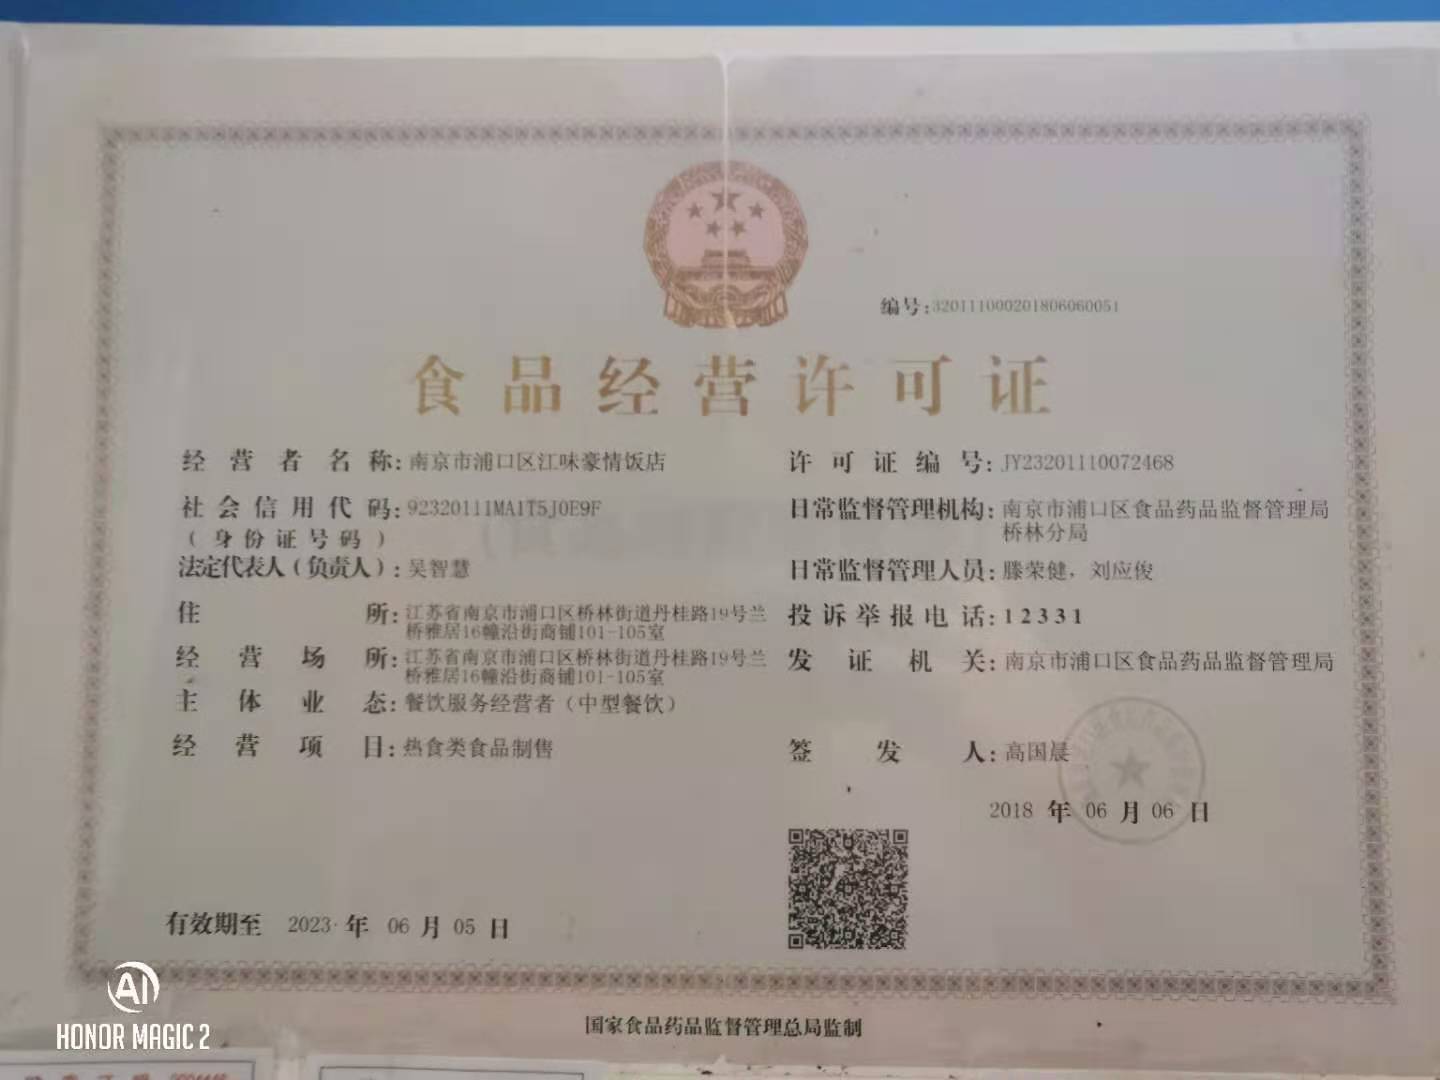 编号:320111000201806060051
食品经营许可证
经营者名称:南京市浦口区江味豪情饭店
社会信用代码:92320111MA1T5J0E9F
(身份证号码)
法定代表人(负责人):吴智慧
住所:江苏省南京市浦口区桥林街道丹桂路19号兰
桥雅居16幢沿街商铺101-105室
经营场所:江苏省南京市浦口区桥林街道丹桂路19号兰
桥雅居16幢沿街商铺101-105室
主体业态:餐饮服务经营者(中型餐饮)
经营项目:热食类食品制售
许可证编号:JY23201110072468
日常监督管理机构:南京市浦口区食品药品监督管理局
桥林分局
日常监督管理人员:滕荣健,刘应俊
投诉举报电话:12331
发证机关:南京市浦口区食品药品监督管理局
签发人:高国晨
2018 年 06 月 06 日
有效期至 2023 年 06 月 05 日
国家食品药品监督管理总局监制
AI
HONOR MAGIC 2